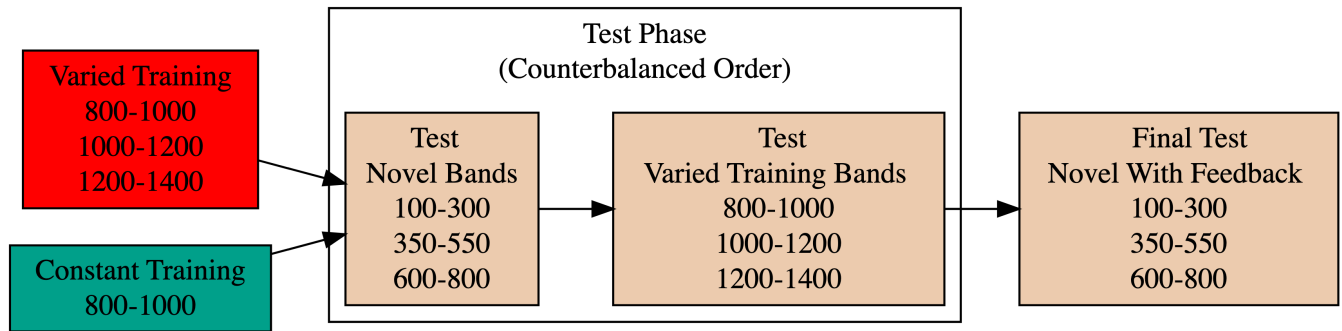 Varied Training
800-1000
1000-1200
1200-1400
Constant Training
800-1000
Test Phase
(Counterbalanced Order)
Test
Novel Bands
100-300
350-550
600-800
Test
Varied Training Bands
800-1000
1000-1200
1200-1400
Final Test
Novel With Feedback
100-300
350-550
600-800